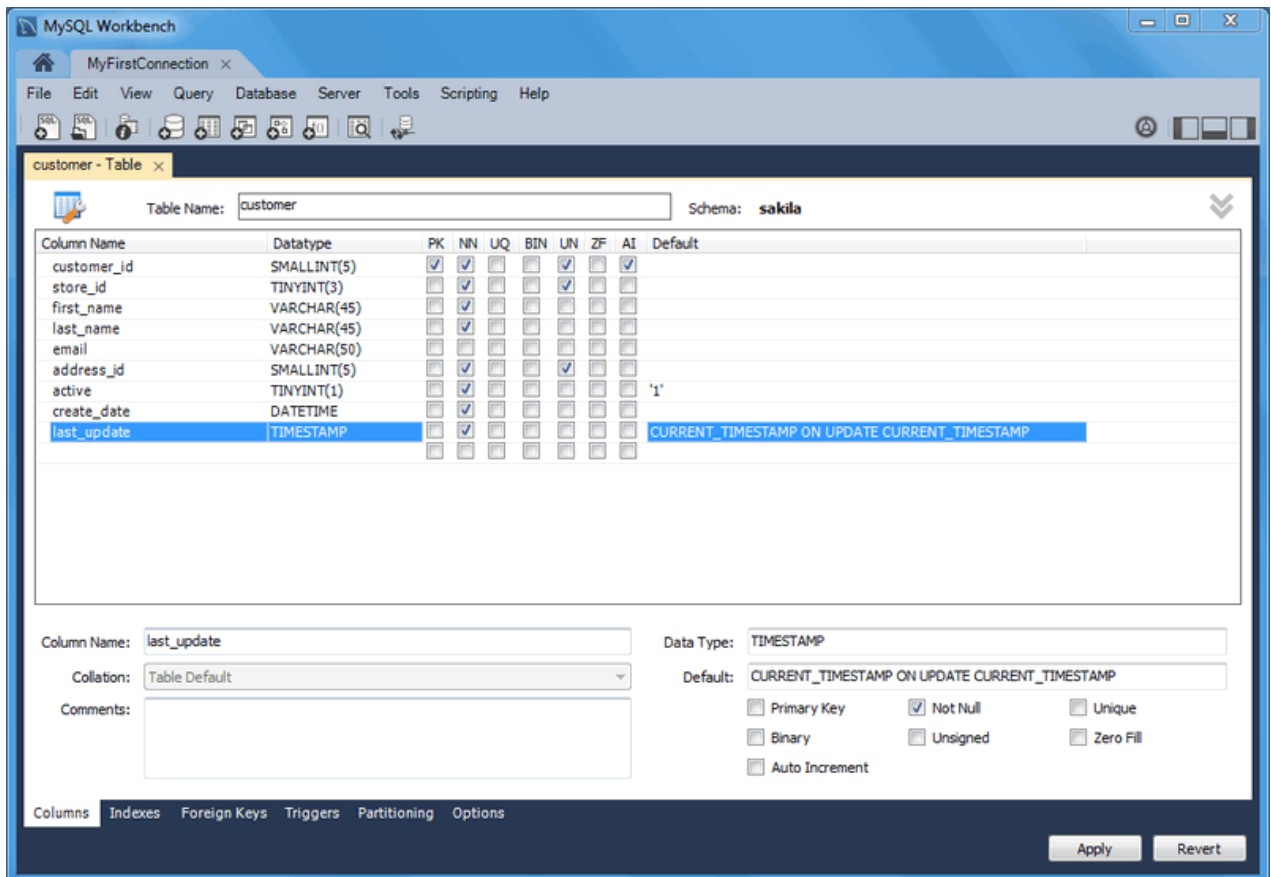 MySQL Workbench
MyFirstConnection
File Edit View Query Database Server Tools Scripting Help
SQL SQL
customer - Table
Table Name: customer Schema: sakila
Column Name Datatype PK NN UQ BIN UN ZF AI Default
customer_id SMALLINT(5)
store_id TINYINT(3)
first_name VARCHAR(45)
last_name VARCHAR(45)
email VARCHAR(50)
address_id SMALLINT(5)
active TINYINT(1) '1'
create_date DATETIME
last_update TIMESTAMP CURRENT_TIMESTAMP ON UPDATE CURRENT_TIMESTAMP
Column Name: last_update Data Type: TIMESTAMP
Collation: Table Default Default: CURRENT_TIMESTAMP ON UPDATE CURRENT_TIMESTAMP
Comments: Primary Key Not Null Unique
Binary Unsigned Zero Fill
Auto Increment
Columns Indexes Foreign Keys Triggers Partitioning Options
Apply Revert